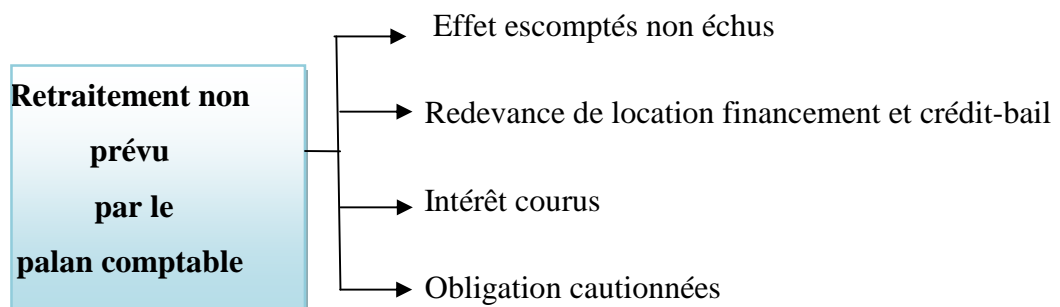 Retraitement non
prévu
par le
palan comptable
Effet escomptés non échus
Redevance de location financement et crédit-bail
Intérêt courus
Obligation cautionnées